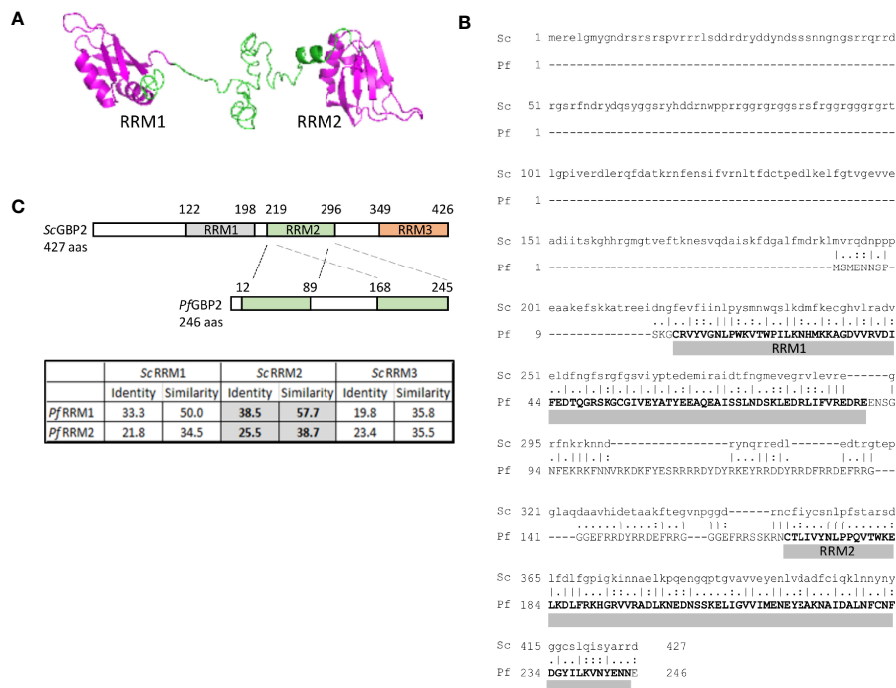 A
RRM1
RRM2
C
122 198 219 296 349 426
ScGBP2
RRM1 RRM2 RRM3
427 aas
12 89 168 245
PfGBP2
246 aas
ScRRM1 ScRRM2 ScRRM3
Identity Similarity Identity Similarity Identity Similarity
PfRRM1 33.3 50.0 38.5 57.7 19.8 35.8
PfRRM2 21.8 34.5 25.5 38.7 23.4 35.5
B
Sc 1 merelgmygndrsrsrspvrrrlsddrdryddyndsssnngngsrrqrrd
Pf 1 --------------------------------------------------
Sc 51 rgsrfndrydqsyggsryhddrnwpprrggrgrggsrsfrggrgggrgrt
Pf 1 --------------------------------------------------
Sc 101 lgpiverdlerqfdatkrnfensifvrnltfdctpedlkelfgtvgevve
Pf 1 --------------------------------------------------
Sc 151 adiitskghhrgmgtveftknesvqdaiskfdgalfmdrklmvrqdnppp
|..::..|
Pf 1 -----------------------------------------MSMENNSF-
Sc 201 eaakefskkatreeidngfevfiinlpysmnwqslkdmfkecghvlradv
Pf 9 ---------------SKGCRVYVGNLPWKVTWPILKNHMKKAGDVVRVDI
RRM1
Sc 251 eldfngfsrgfgsviyptedemiraidtfngmevegrvlevre------g
Pf 44 FEDTQGRSKGCGIVEYATYEEAQEAISSLNDSKLEDRLIFVREDREENSG
Sc 295 rfnkrknnd-----------------rynqrredl-----edtrgtep
Pf 94 NFEKRKFNNVRKDKFYESRRRRDYDYRKEYRRDDYRRDFRRDEFRRG---
Sc 321 glaqdaavhidetaakftegvnpggd-------rncfiycsnlpfstarsd
Pf 141 ----GGEFRRDYRRDEFRRG---GGEFRRSSKRNCTLIVYNLPPQVTWKE
RRM2
Sc 365 lfdlfgpigkinnaelkpqengqptgvavveyenlvdadfciqklnnyny
Pf 184 LKDLFRKHGRVVRADLKNEDNSSKELIGVVIMENEYEAKNAIDALNFCNF
Sc 415 ggcslqisyarrd 427
.|..|::.|....
Pf 234 DGYILKVNYENNE 246